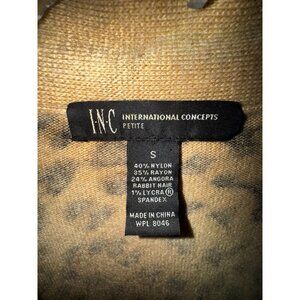 I·N·C INTERNATIONAL CONCEPTS®
PETITE
S
40% NYLON
35% RAYON
24% ANGORA
RABBIT HAIR
1% LYCRA®
SPANDEX
MADE IN CHINA
WPL 8046